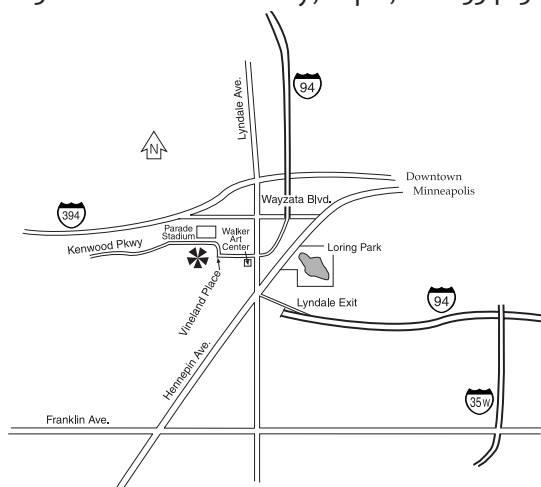 94
Lyndale Ave.
N
Downtown
Minneapolis
Wayzata Blvd.
394
Parade
Stadium
Walker
Art
Center
Kenwood Pkwy
Loring Park
Vineland Place
Lyndale Exit
94
Hennepin Ave.
35W
Franklin Ave.